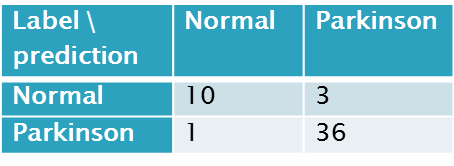 Label \ Normal Parkinson
prediction
Normal 10 3
Parkinson 1 36